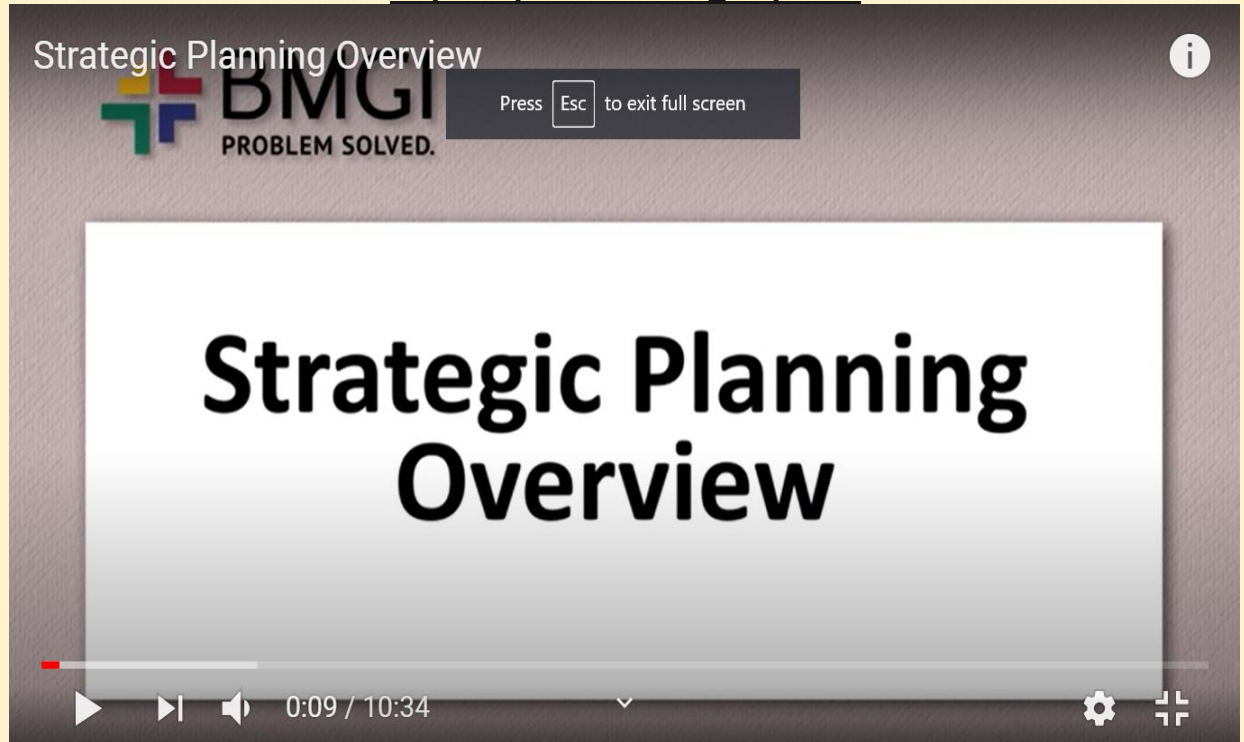 Strategic Planning Overview
BMGI
Press Esc to exit full screen
PROBLEM SOLVED.
Strategic Planning
Overview
0:09 / 10:34